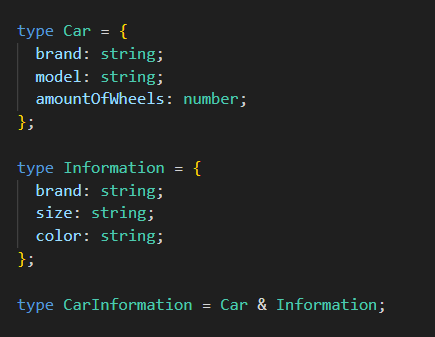 type Car = {
  brand: string;
  model: string;
  amountOfWheels: number;
};

type Information = {
  brand: string;
  size: string;
  color: string;
};

type CarInformation = Car & Information;